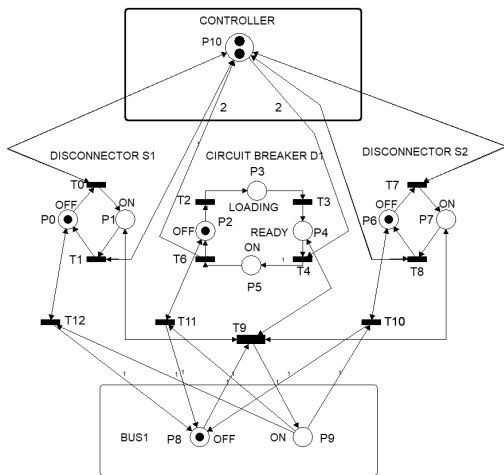 CONTROLLER
P10
2 1 2
DISCONNECTOR S1 CIRCUIT BREAKER D1 DISCONNECTOR S2
P3
T0 T2 LOADING T3 T7
OFF ON OFF ON
P0 P1 P2 P4 P6 P7
OFF READY
ON
T1 T6 1 T4 T8
P5
T12 T11 T9 T10
1 1 1 1 1 1 1
BUS1 P8 OFF ON P9